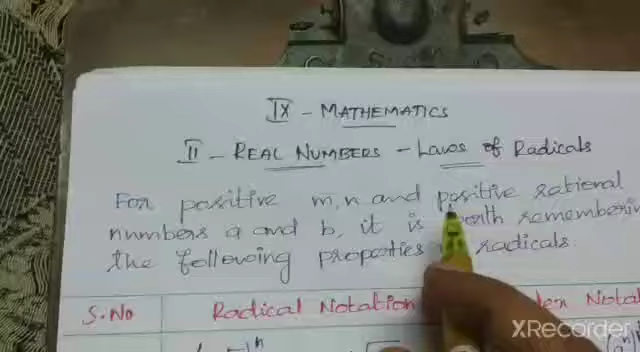 IX - MATHEMATICS
II - REAL NUMBERS - Laws of Radicals
For positive m, n and positive rational
numbers a and b, it is worth rememberin
the following properties radicals.
S.No Radical Notation Notat
XRecorder